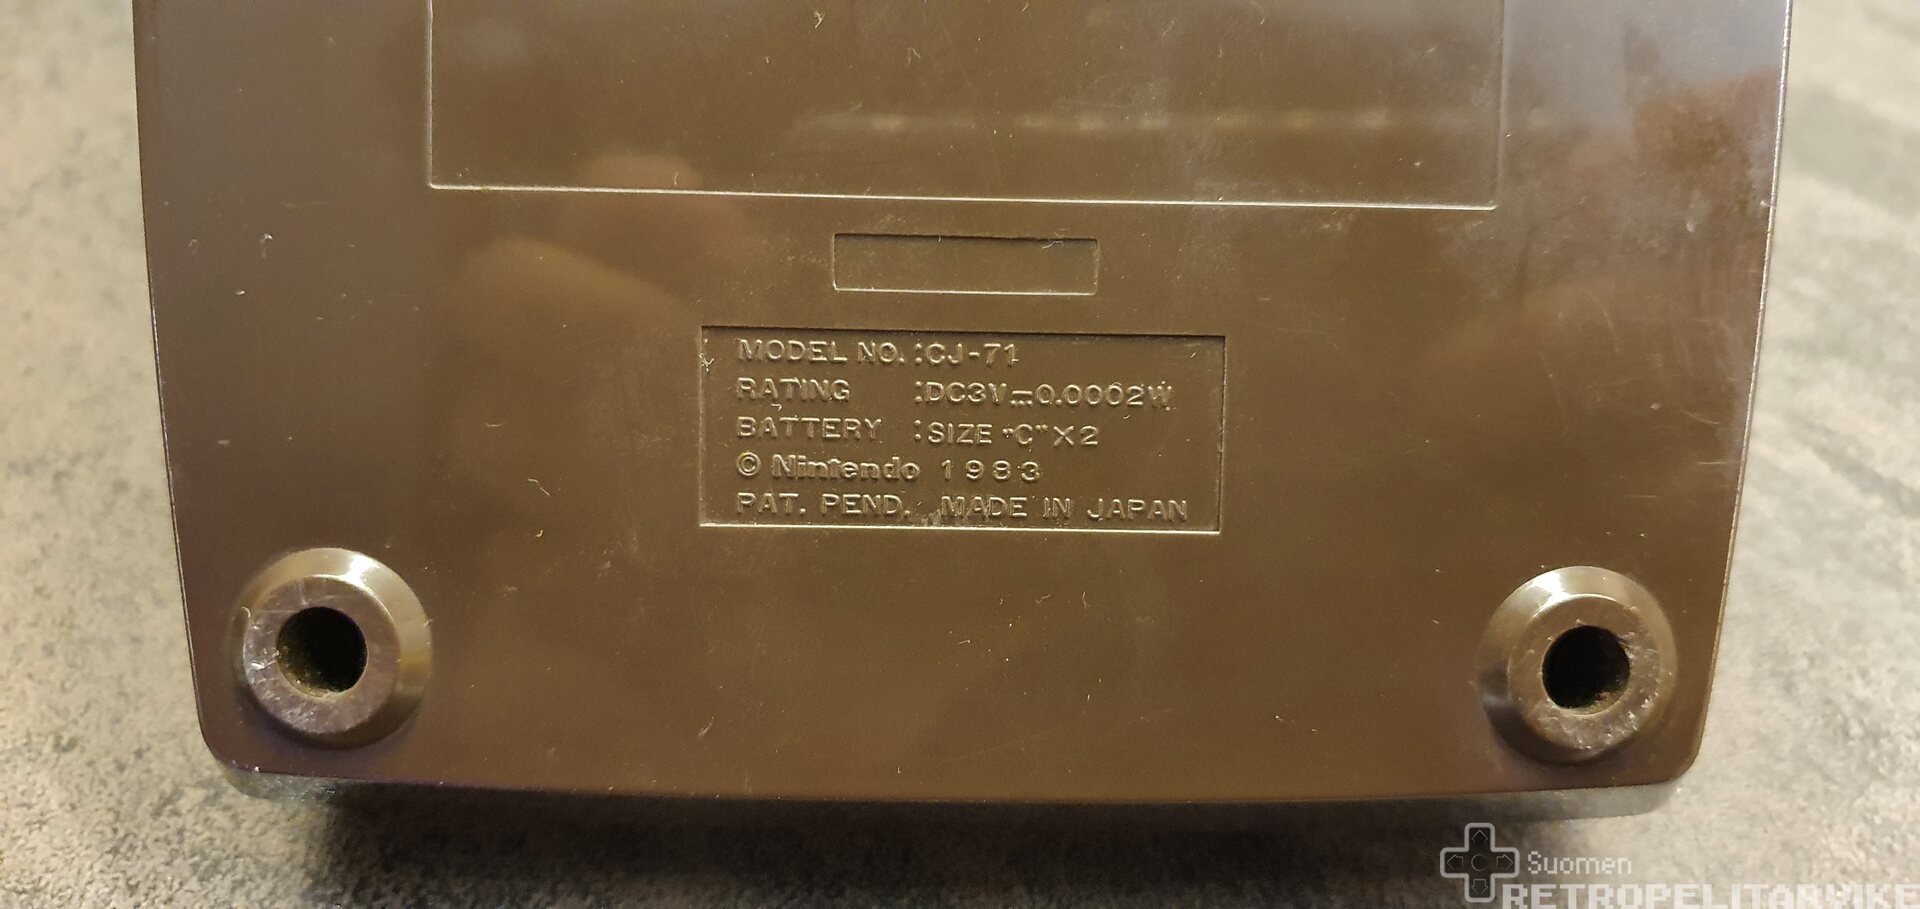 MODEL NO. :CJ-71
RATING :DC3V⎓0.0002W
BATTERY :SIZE "C" X 2
© Nintendo 1983
PAT. PEND. MADE IN JAPAN
C
Suomen
RETROPELITARVIKE